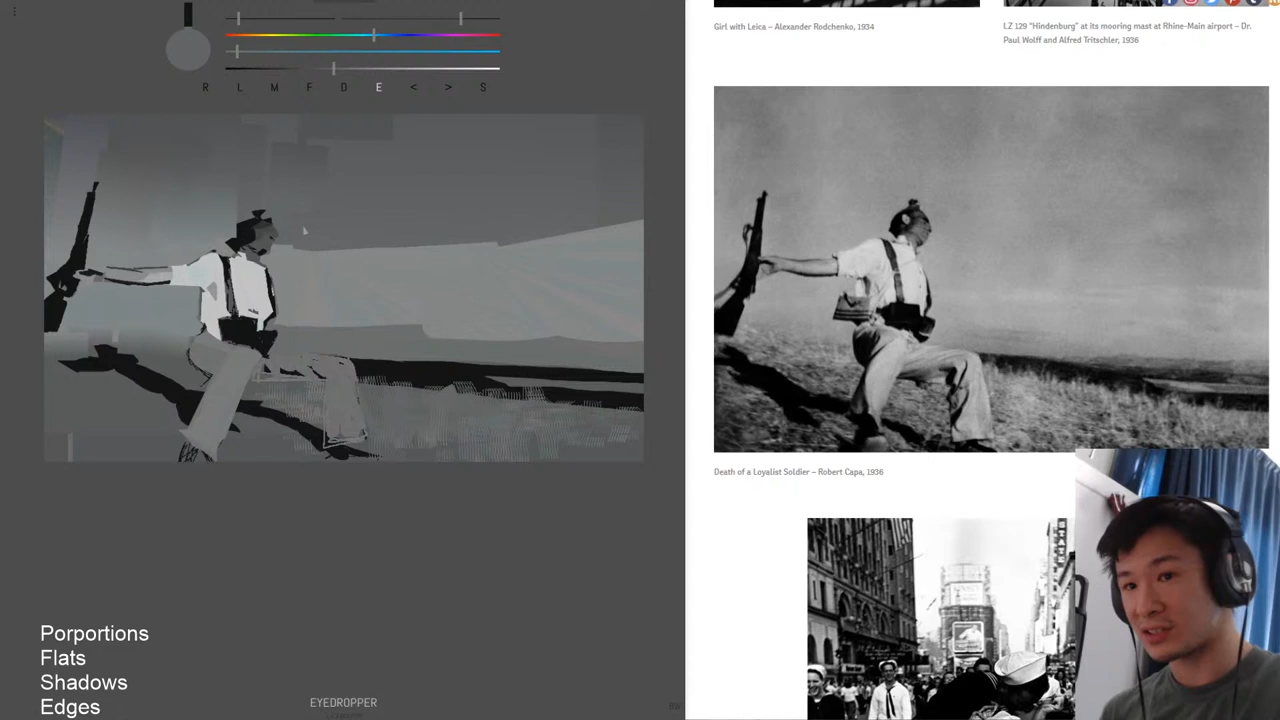 R L M F D E < > S
Girl with Leica – Alexander Rodchenko, 1934
LZ 129 “Hindenburg” at its mooring mast at Rhine-Main airport – Dr.
Paul Wolff and Alfred Tritschler, 1936
Death of a Loyalist Soldier – Robert Capa, 1936
Porportions
Flats
Shadows
Edges
EYEDROPPER